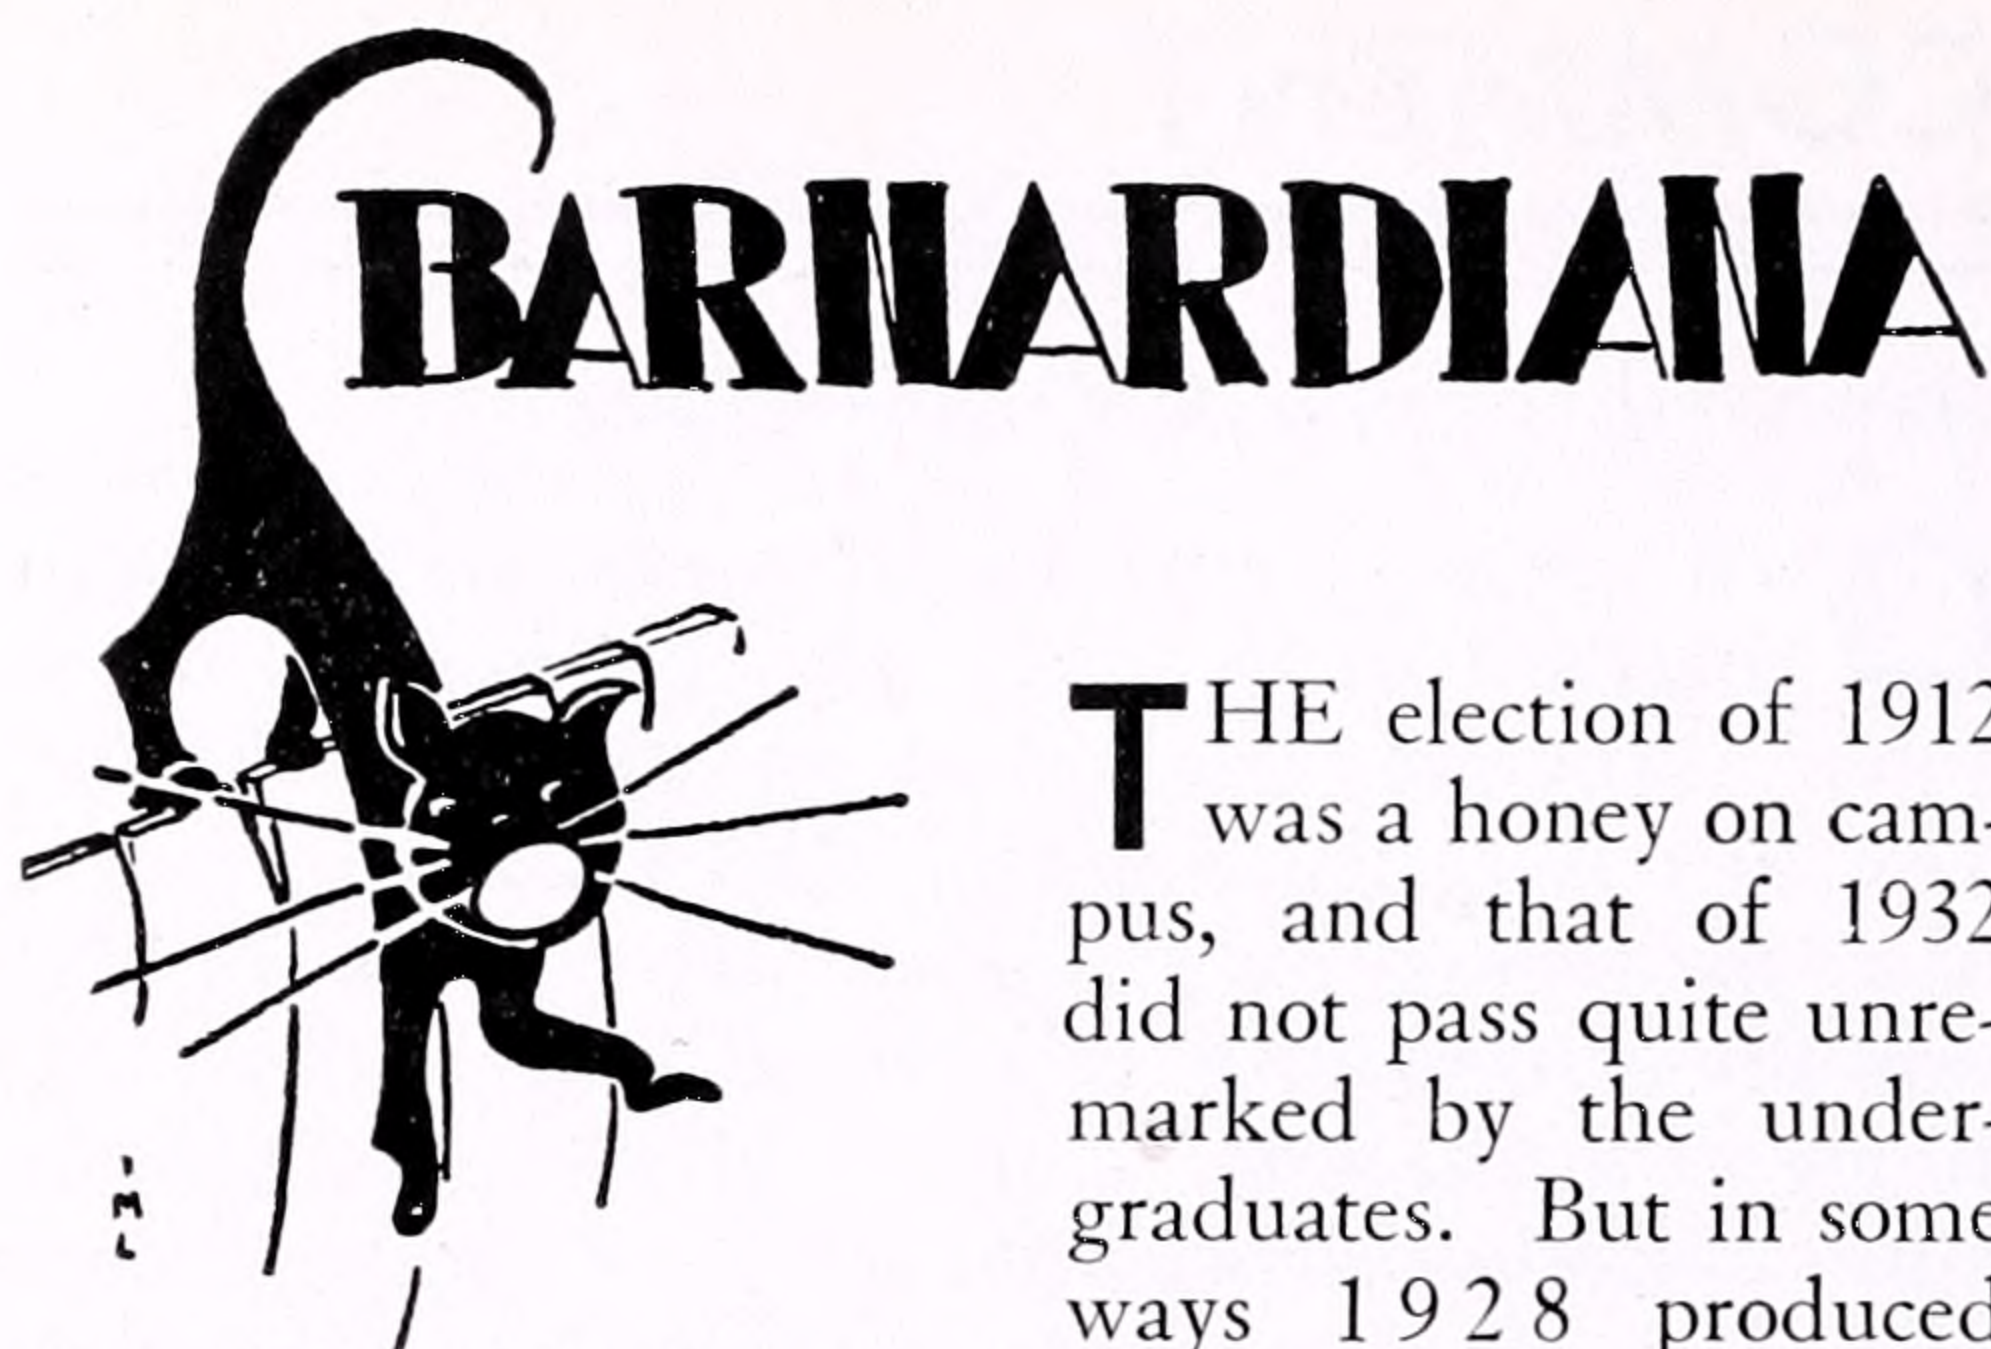 BARNARDIANA
THE election of 1912
was a honey on cam-
pus, and that of 1932
did not pass quite unre-
marked by the under-
graduates. But in some
ways 1928 produced
I
M
L